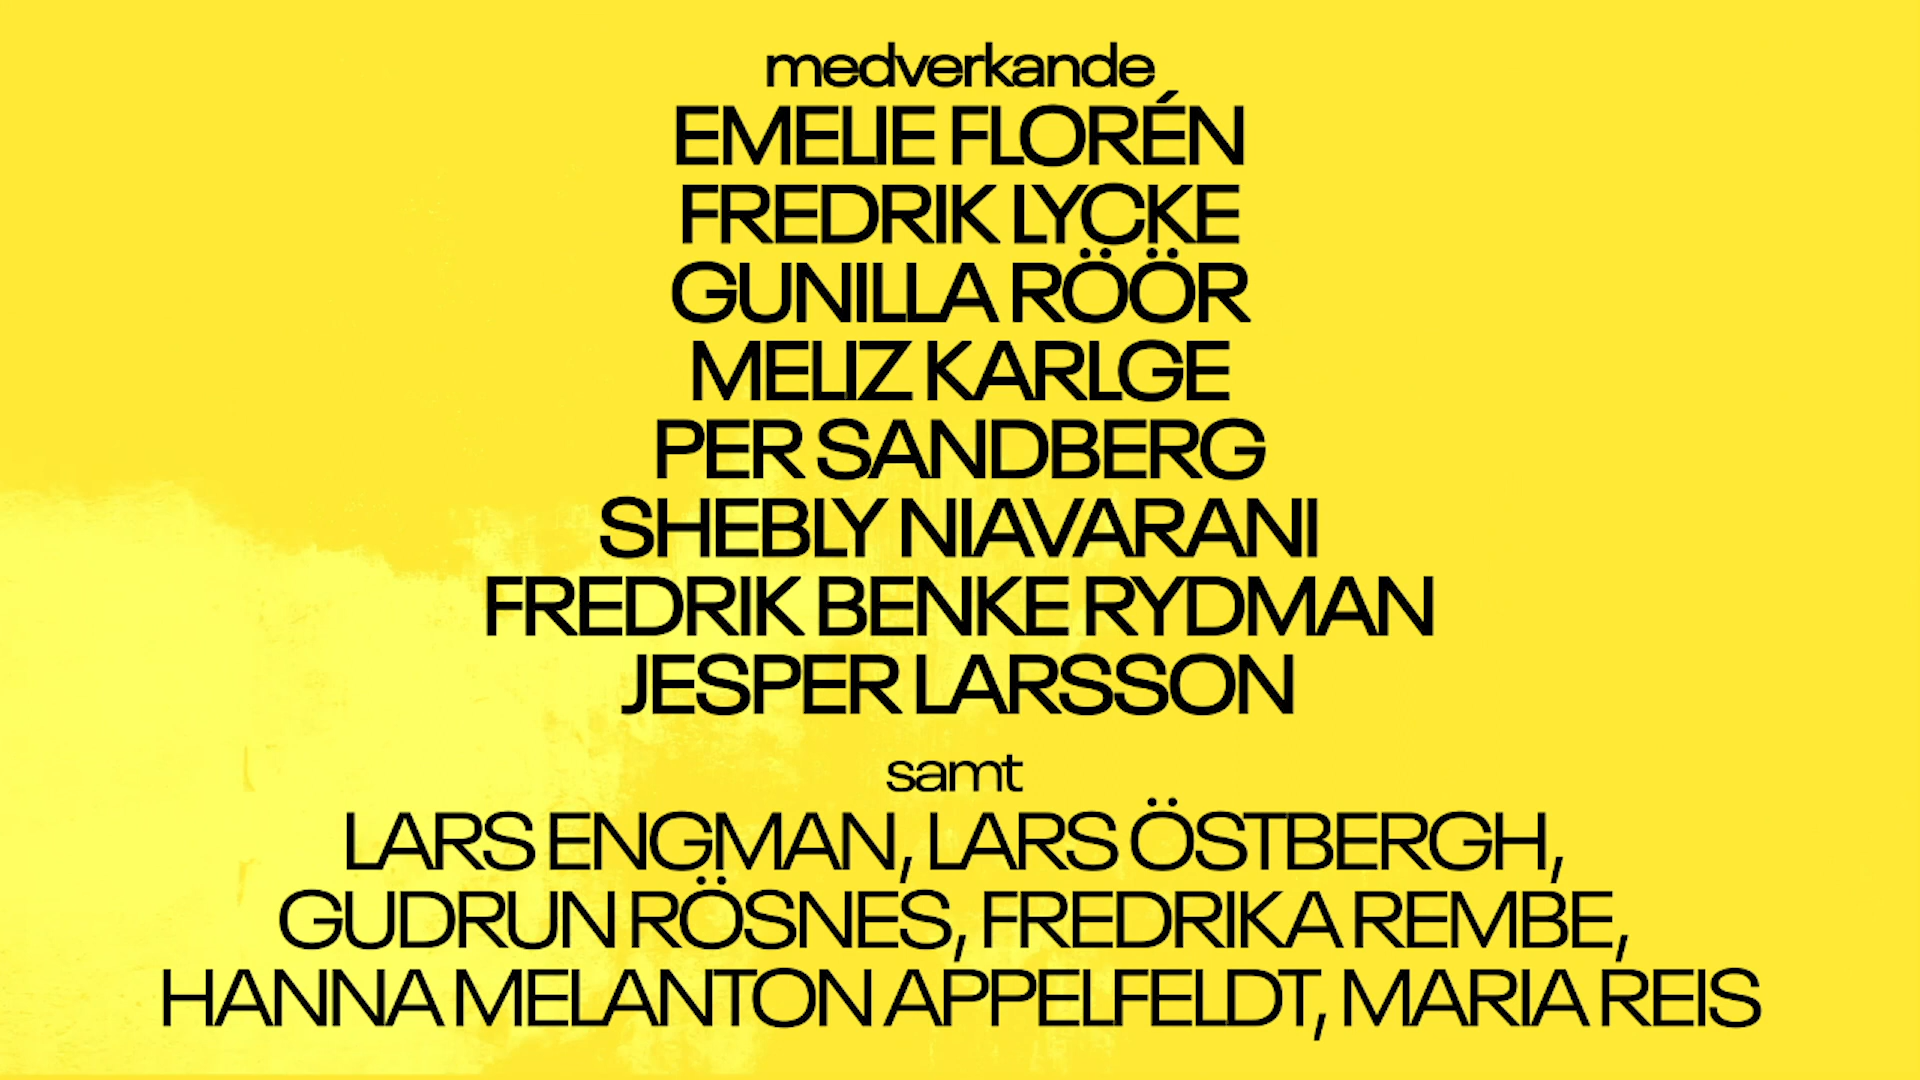 medverkande
EMELIE FLORÉN
FREDRIK LYCKE
GUNILLA RÖÖR
MELIZ KARLGE
PER SANDBERG
SHEBLY NIAVARANI
FREDRIK BENKE RYDMAN
JESPER LARSSON
samt
LARS ENGMAN, LARS ÖSTBERGH,
GUDRUN RÖSNES, FREDRIKA REMBE,
HANNA MELANTON APPELFELDT, MARIA REIS